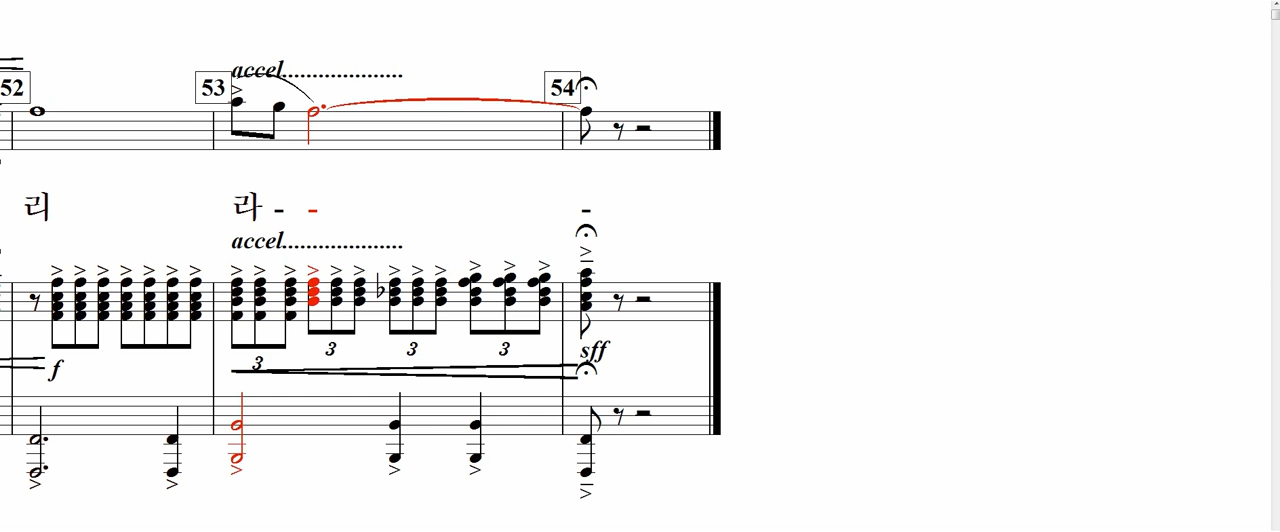 accel....................
52 53 54
리 라 - - -
accel....................
f 3 3 3 3 sff